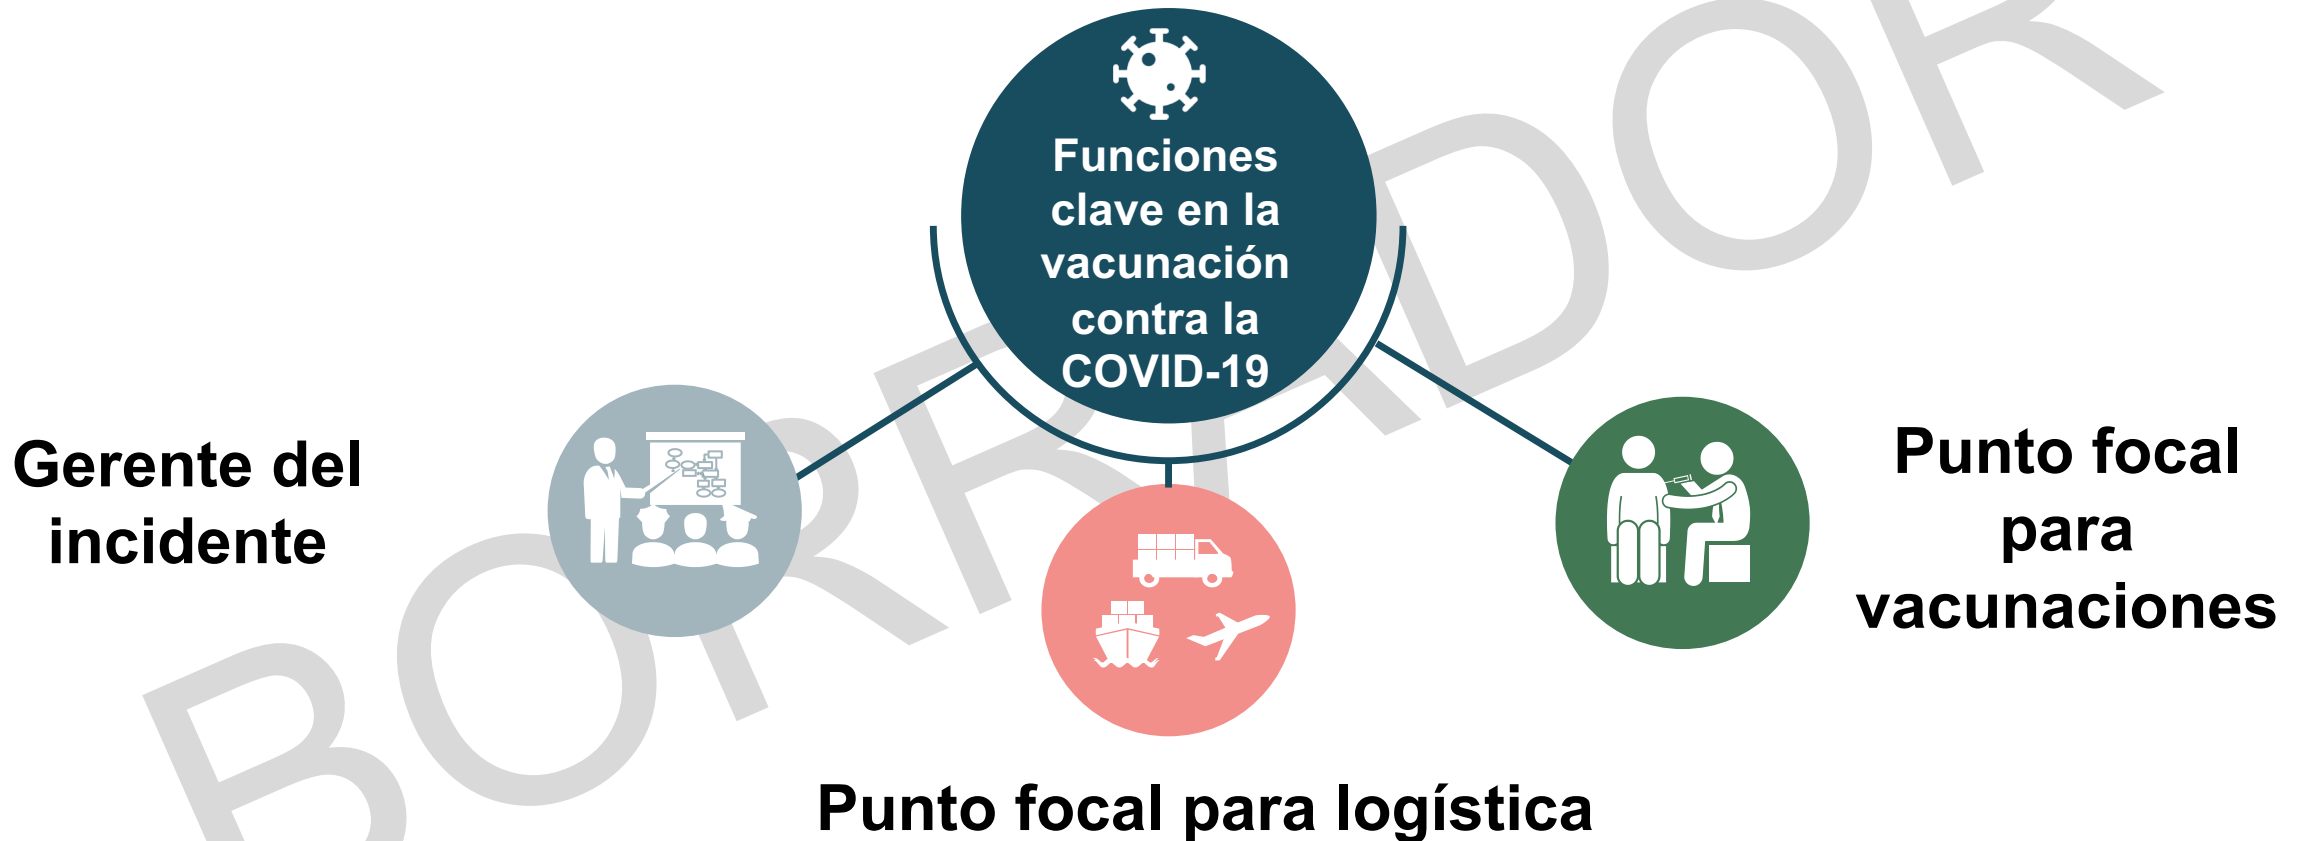 Funciones
clave en la
vacunación
contra la
COVID-19
Gerente del
incidente
Punto focal
para
vacunaciones
Punto focal para logística
BORRADOR